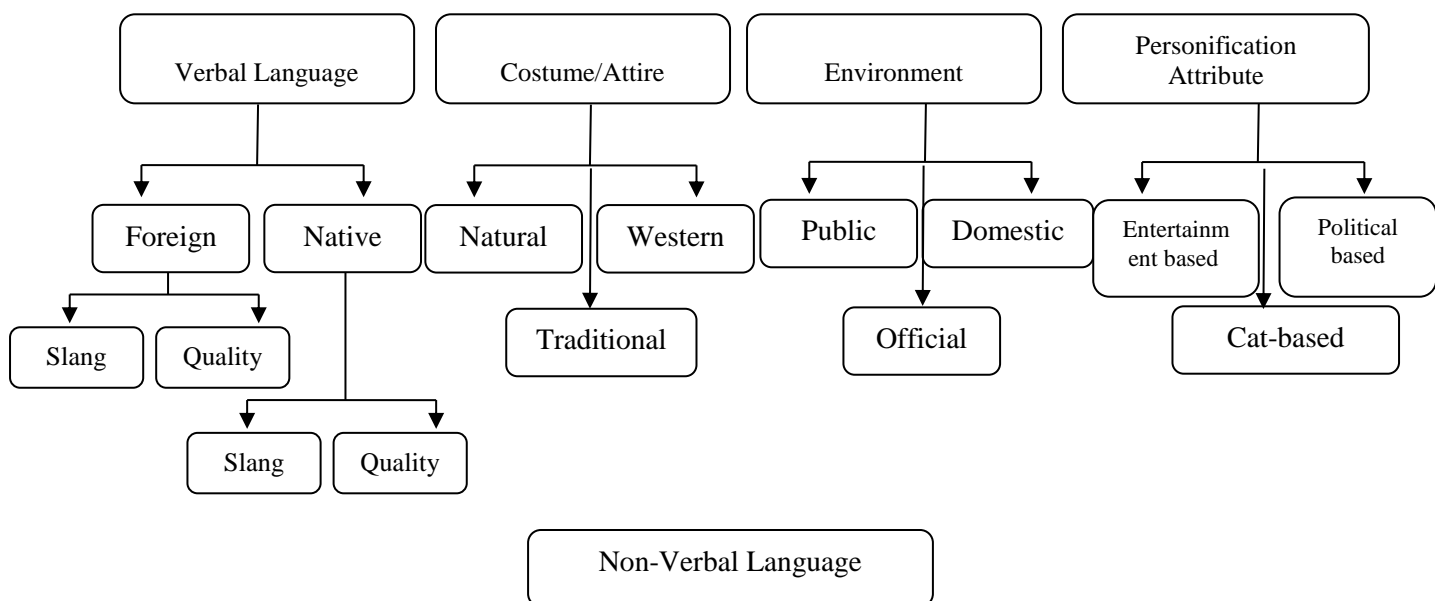 Verbal Language
Costume/Attire
Environment
Personification
Attribute
Foreign
Native
Natural
Western
Public
Domestic
Entertainm
ent based
Political
based
Slang
Quality
Traditional
Official
Cat-based
Slang
Quality
Non-Verbal Language